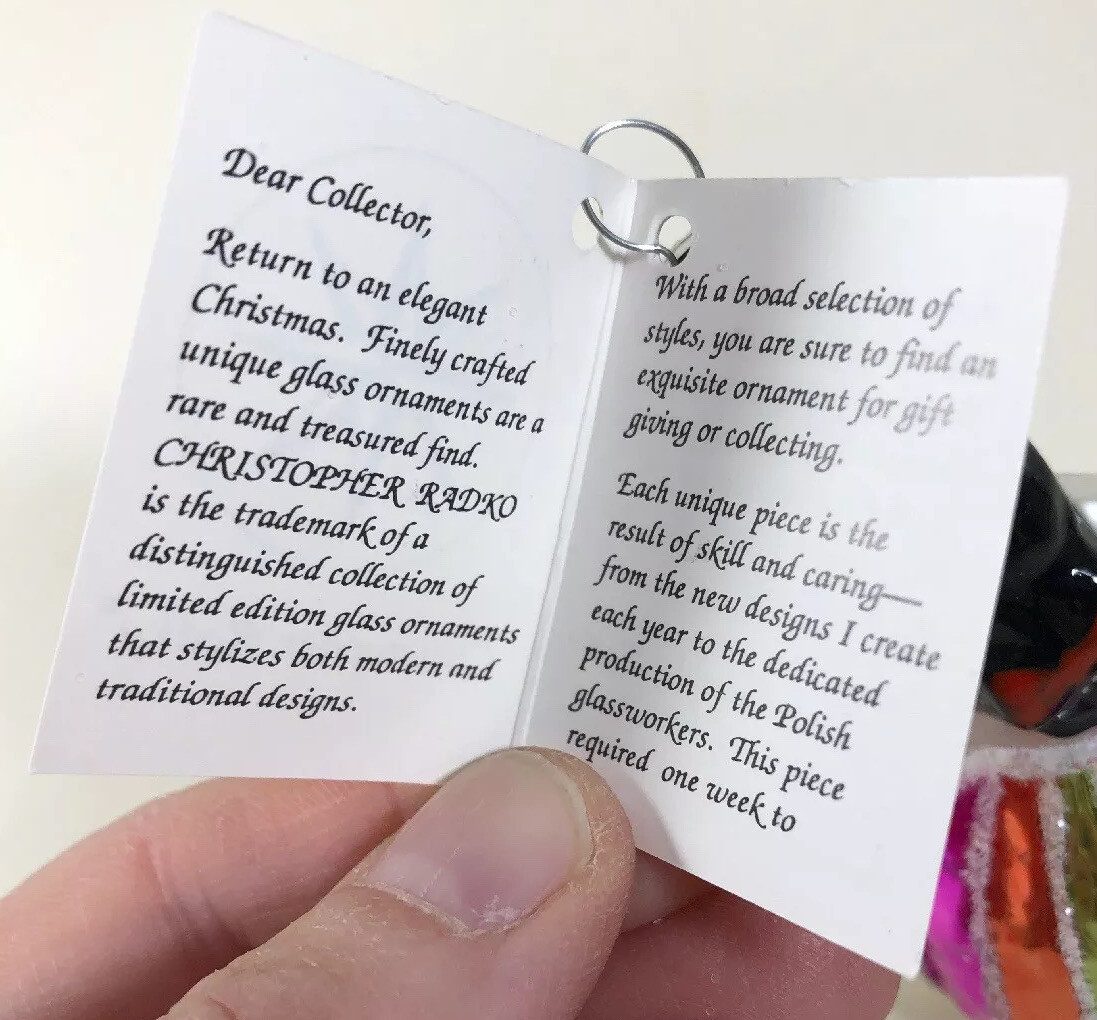 Dear Collector,
Return to an elegant
Christmas. Finely crafted
unique glass ornaments are a
rare and treasured find.
CHRISTOPHER RADKO
is the trademark of a
distinguished collection of
limited edition glass ornaments
that stylizes both modern and
traditional designs.
With a broad selection of
styles, you are sure to find an
exquisite ornament for gift
giving or collecting.
Each unique piece is the
result of skill and caring—
from the new designs I create
each year to the dedicated
production of the Polish
glassworkers. This piece
required one week to